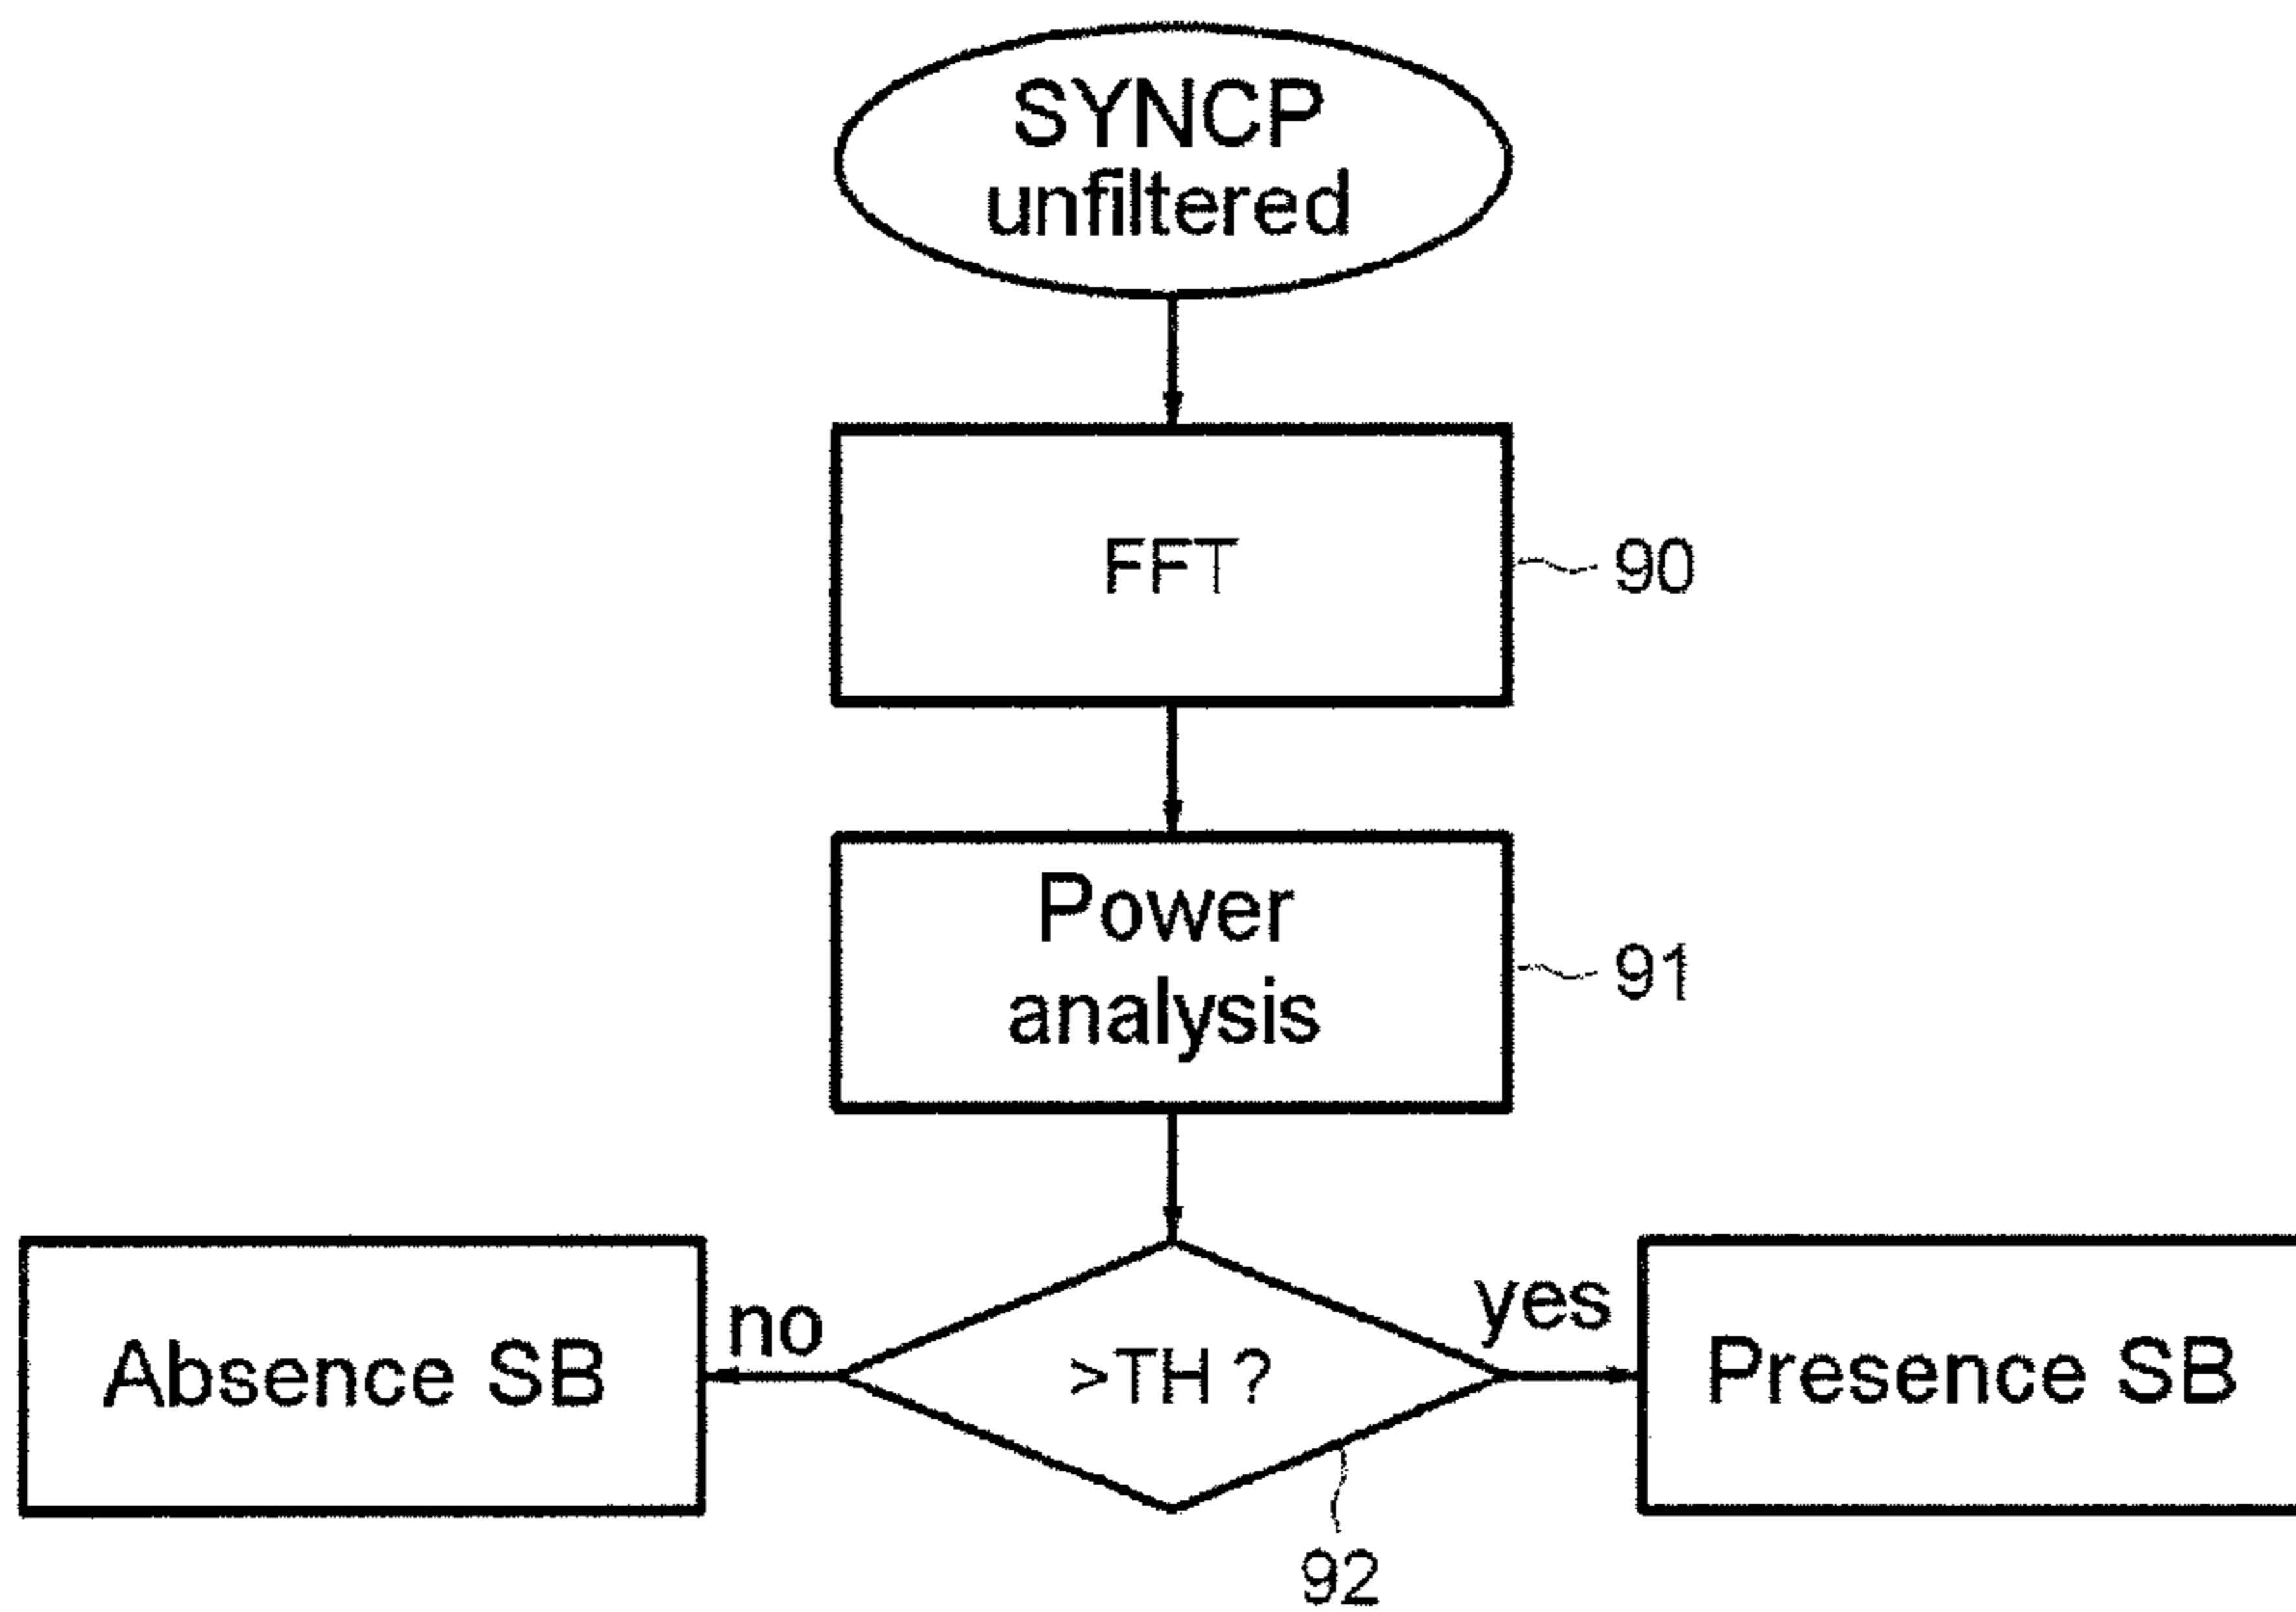 SYNCP
unfiltered
FFT
90
Power
analysis
91
Absence SB
no
>TH ?
yes
Presence SB
92